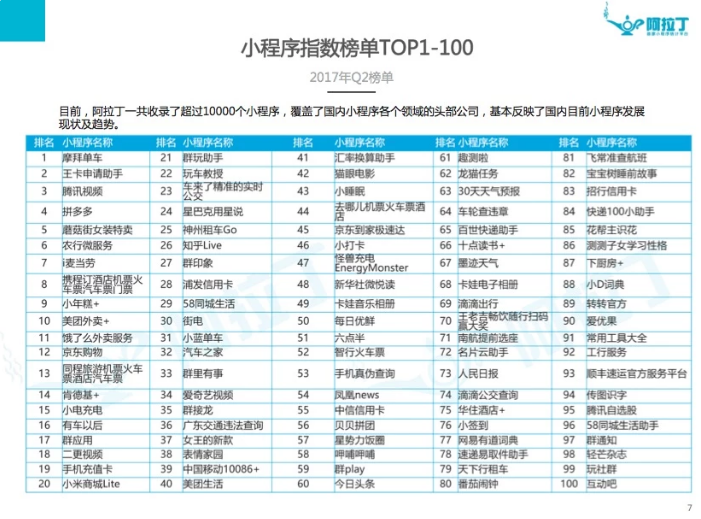 阿拉丁
小程序指数榜单TOP1-100
2017年Q2榜单
目前，阿拉丁一共收录了超过10000个小程序，覆盖了国内小程序各个领域的头部公司，基本反映了国内目前小程序发展
现状及趋势。
排名 小程序名称 排名 小程序名称 排名 小程序名称 排名 小程序名称 排名 小程序名称
1 摩拜单车 21 群玩助手 41 汇率换算助手 61 趣测啦 81 飞常准查航班
2 王卡申请助手 22 玩车教授 42 猫眼电影 62 龙猫任务 82 宝宝树睡前故事
3 腾讯视频 23 车来了精准的实时公交 43 小睡眠 63 30天天气预报 83 招行信用卡
4 拼多多 24 星巴克用星说 44 去哪儿机票火车票酒店 64 车轮查违章 84 快递100小助手
5 蘑菇街女装特卖 25 神州租车Go 45 京东到家极速达 65 百世快递助手 85 花帮主识花
6 农行微服务 26 知乎Live 46 小打卡 66 十点读书+ 86 测测子女学习性格
7 i麦当劳 27 群印象 47 怪兽充电EnergyMonster 67 墨迹天气 87 下厨房+
8 携程订酒店机票火车票汽车票门票 28 浦发信用卡 48 新华社微悦读 68 卡娃电子相册 88 小D词典
9 小年糕+ 29 58同城生活 49 卡娃音乐相册 69 滴滴出行 89 转转官方
10 美团外卖+ 30 街电 50 每日优鲜 70 王老吉畅饮随行扫码赢大奖 90 爱优果
11 饿了么外卖服务 31 小蓝单车 51 六点半 71 南航提前选座 91 常用工具大全
12 京东购物 32 汽车之家 52 智行火车票 72 名片云助手 92 工行服务
13 同程旅游机票火车票酒店汽车票 33 群里有事 53 手机真伪查询 73 人民日报 93 顺丰速运官方服务平台
14 肯德基+ 34 爱奇艺视频 54 凤凰news 74 滴滴公交查询 94 传图识字
15 小电充电 35 群接龙 55 中信信用卡 75 华住酒店+ 95 腾讯自选股
16 有车以后 36 广东交通违法查询 56 贝贝拼团 76 小签到 96 58同城生活助手
17 群应用 37 女王的新款 57 星势力饭圈 77 网易有道词典 97 群通知
18 二更视频 38 表情家园 58 呷哺呷哺 78 速递易取件助手 98 轻芒杂志
19 手机充值卡 39 中国移动10086+ 59 群play 79 天下行租车 99 玩社群
20 小米商城Lite 40 美团生活 60 今日头条 80 番茄闹钟 100 互动吧
7